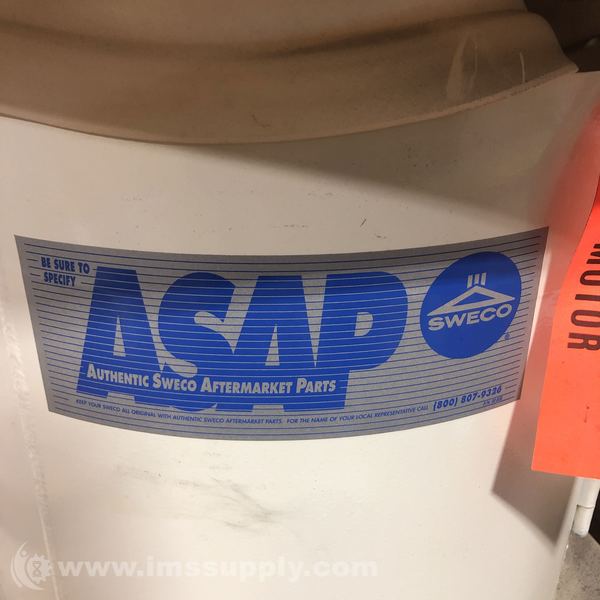 BE SURE TO
SPECIFY
ASAP
AUTHENTIC SWECO AFTERMARKET PARTS
SWECO
®
KEEP YOUR SWECO ALL ORIGINAL WITH AUTHENTIC SWECO AFTERMARKET PARTS. FOR THE NAME OF YOUR LOCAL REPRESENTATIVE CALL (800) 807-9326
MOTOR
www.imssupply.com